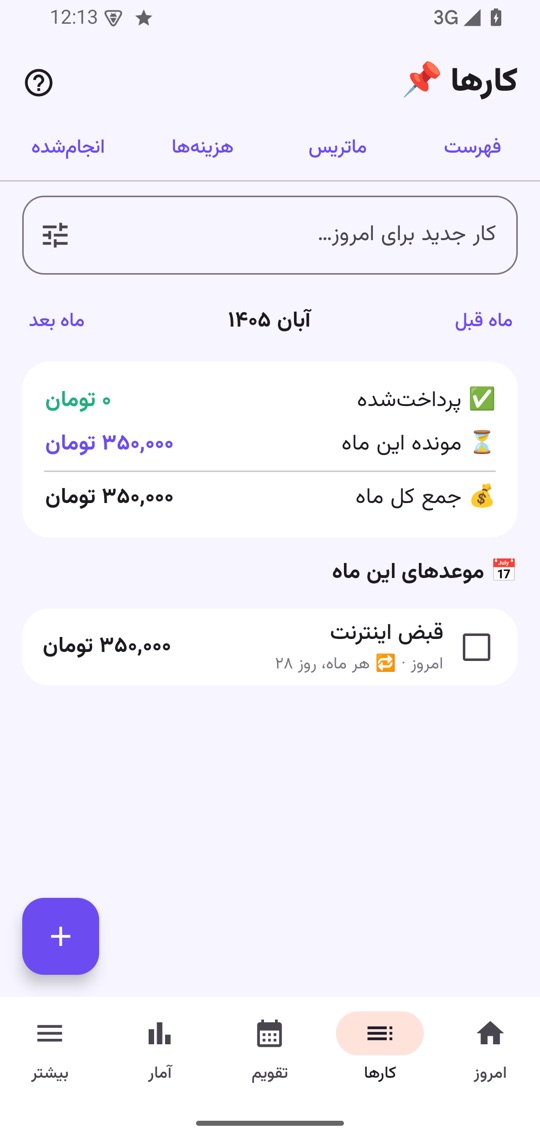 12:13 3G
کارها 📌
فهرست ماتریس هزینه‌ها انجام‌شده
کار جدید برای امروز...
ماه قبل آبان ۱۴۰۵ ماه بعد
✅ پرداخت‌شده ۰ تومان
⏳ مونده این ماه ۳۵۰,۰۰۰ تومان
💰 جمع کل ماه ۳۵۰,۰۰۰ تومان
📅 موعدهای این ماه
قبض اینترنت ۳۵۰,۰۰۰ تومان
امروز · 🔁 هر ماه، روز ۲۸
امروز کارها تقویم آمار بیشتر